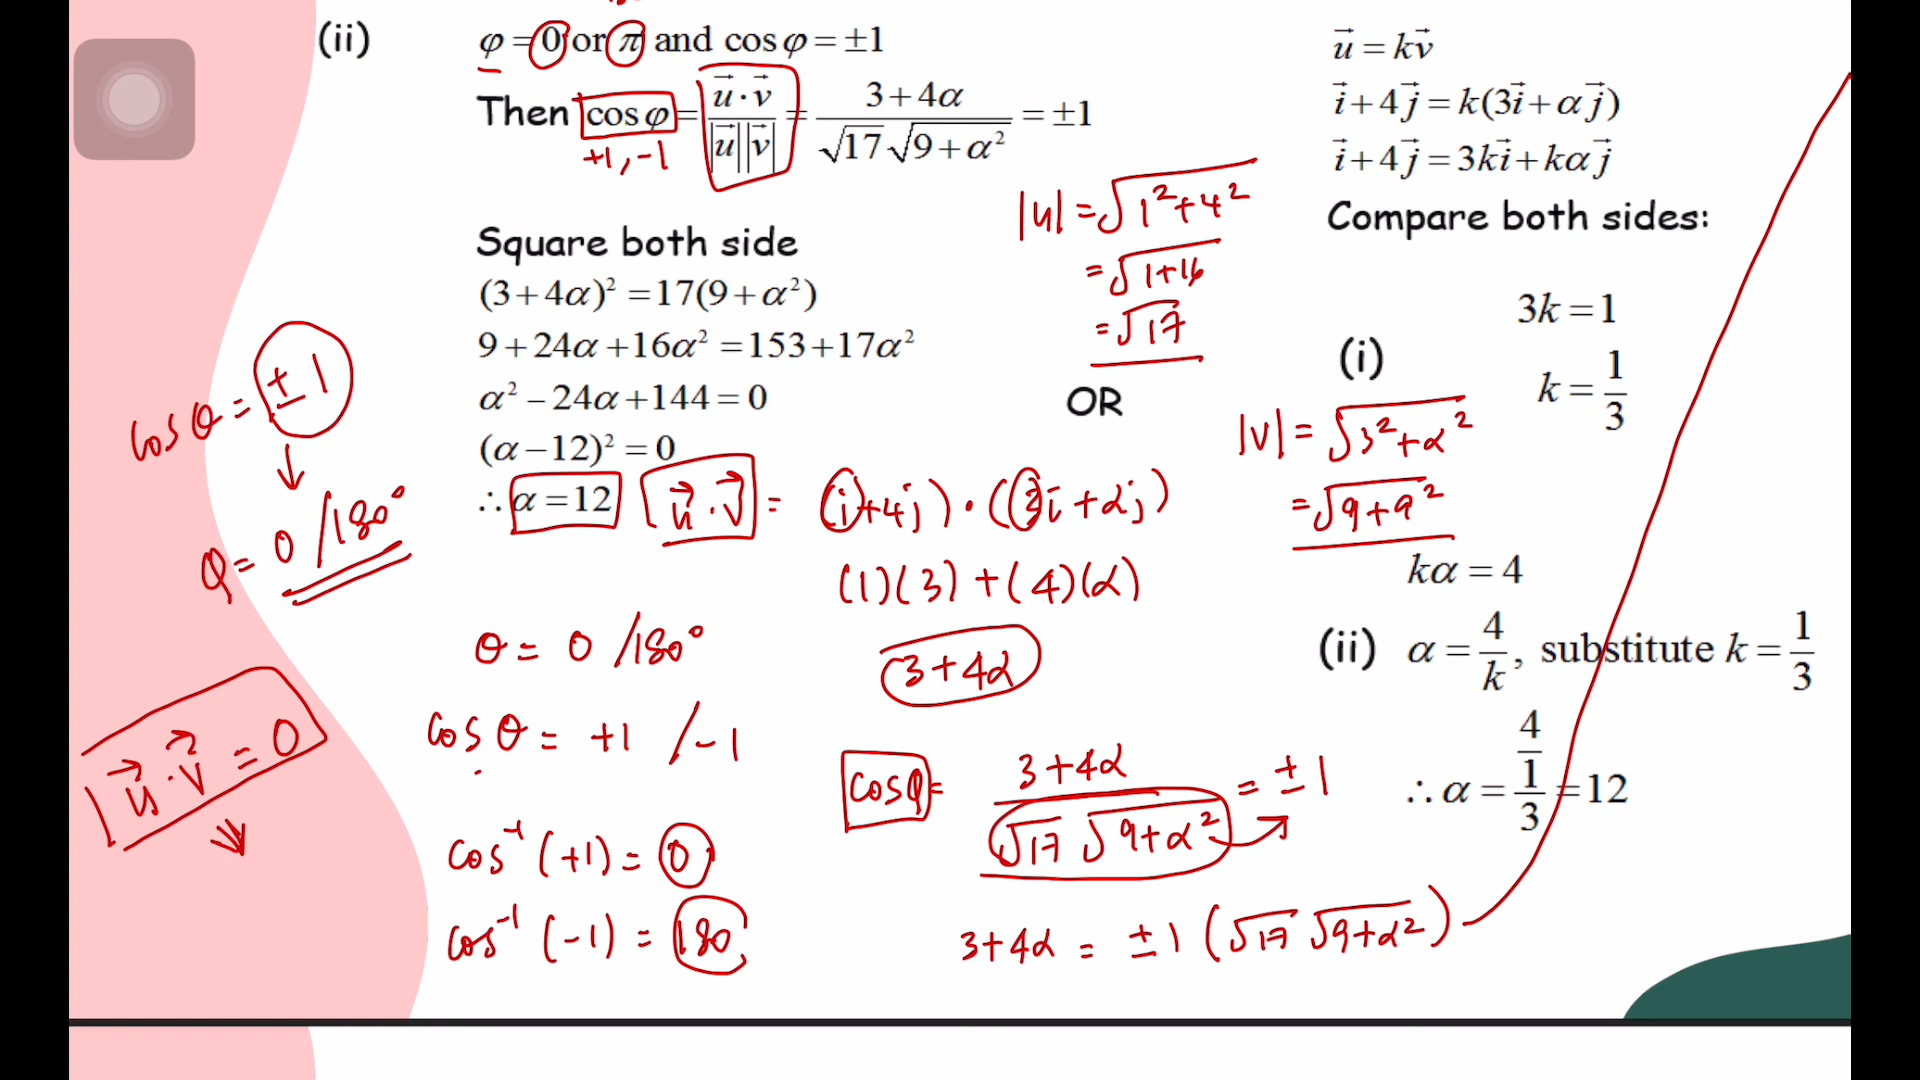 (ii) φ = 0 or π and cos φ = ±1
Then cos φ = u⃗ · v⃗ / |u⃗||v⃗| = 3 + 4α / √17 √9 + α² = ±1
+1, -1
Square both side
(3 + 4α)² = 17(9 + α²)
9 + 24α + 16α² = 153 + 17α²
α² − 24α + 144 = 0
(α − 12)² = 0
∴ α = 12
|u| = √1² + 4²
= √1+16
= √17
OR
u⃗ = kv⃗
i⃗ + 4j⃗ = k(3i⃗ + αj⃗)
i⃗ + 4j⃗ = 3ki⃗ + kαj⃗
Compare both sides:
(i) 3k = 1
k = 1/3
|v| = √3² + α²
= √9 + α²
kα = 4
(ii) α = 4/k, substitute k = 1/3
∴ α = 4/(1/3) = 12
cos θ = ±1
φ = 0 /180°
u⃗ · v⃗ = 0
u⃗ · v⃗ = (i+4j) · (3i + αj)
(1)(3) + (4)(α)
3+4α
θ = 0 /180°
cos θ = +1 /-1
cos⁻¹ (+1) = 0
cos⁻¹ (-1) = 180
cos φ = 3+4α / √17 √9+α² = ±1
3+4α = ±1 (√17 √9+α²)